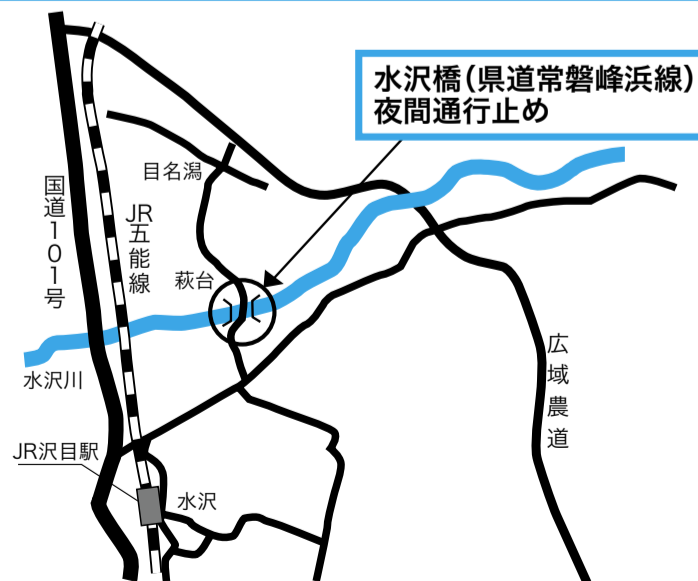 水沢橋（県道常磐峰浜線）
夜間通行止め
目名潟
国道101号
JR五能線
萩台
水沢川
広域農道
JR沢目駅
水沢